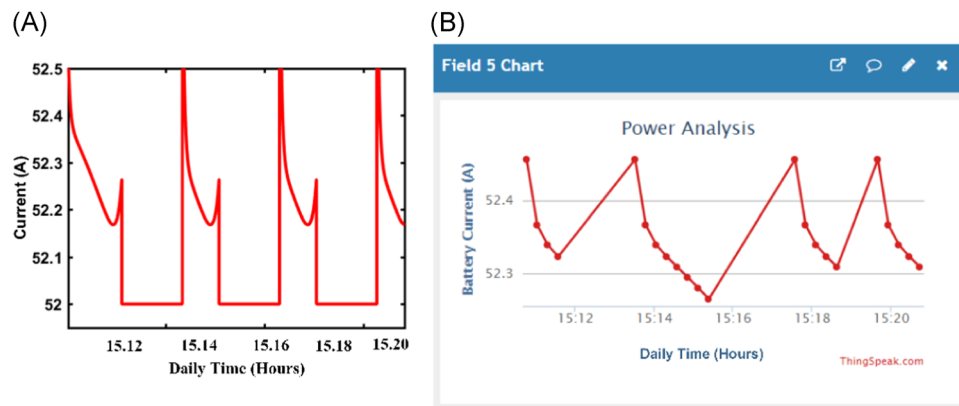 (A)
52.5
52.4
52.3
52.2
52.1
52
Current (A)
15.12 15.14 15.16 15.18 15.20
Daily Time (Hours)
(B)
Field 5 Chart
Power Analysis
52.4
52.3
Battery Current (A)
15:12 15:14 15:16 15:18 15:20
Daily Time (Hours)
ThingSpeak.com